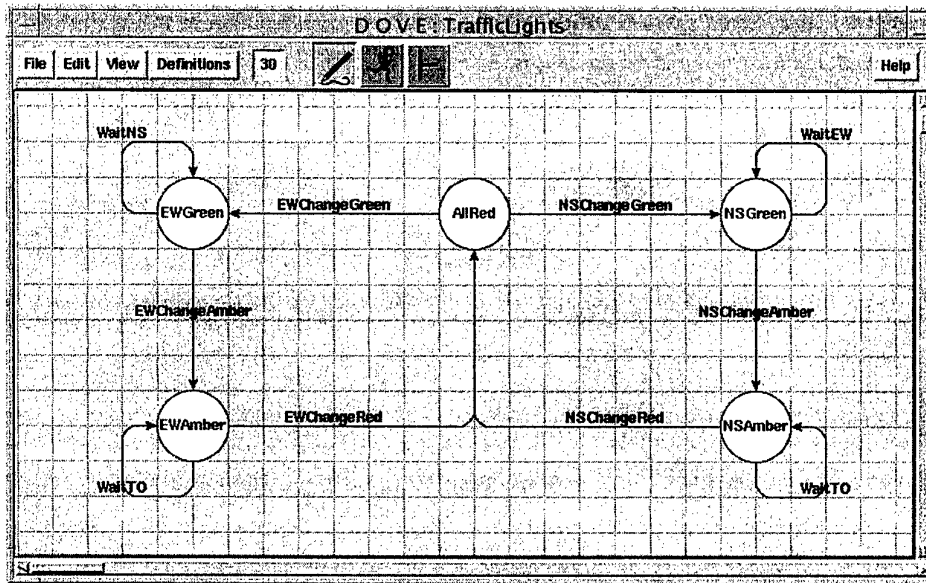 D O V E : TrafficLights
File Edit View Definitions 30 Help
WaitNS WaitEW
EWChangeGreen NSChangeGreen
EWGreen AllRed NSGreen
EWChangeAmber NSChangeAmber
EWChangeRed NSChangeRed
EWAmber NSAmber
WaitTO WaitTO